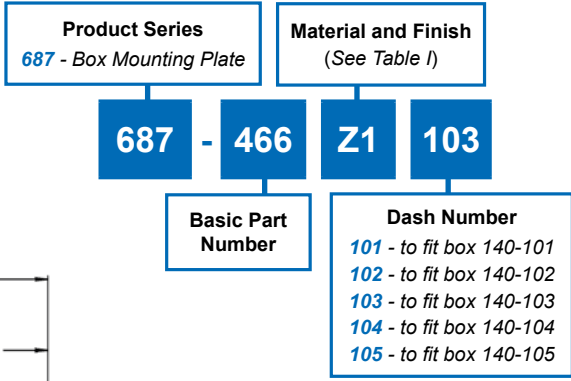 Product Series
687 - Box Mounting Plate
Material and Finish
(See Table I)
687 - 466 Z1 103
Basic Part
Number
Dash Number
101 - to fit box 140-101
102 - to fit box 140-102
103 - to fit box 140-103
104 - to fit box 140-104
105 - to fit box 140-105